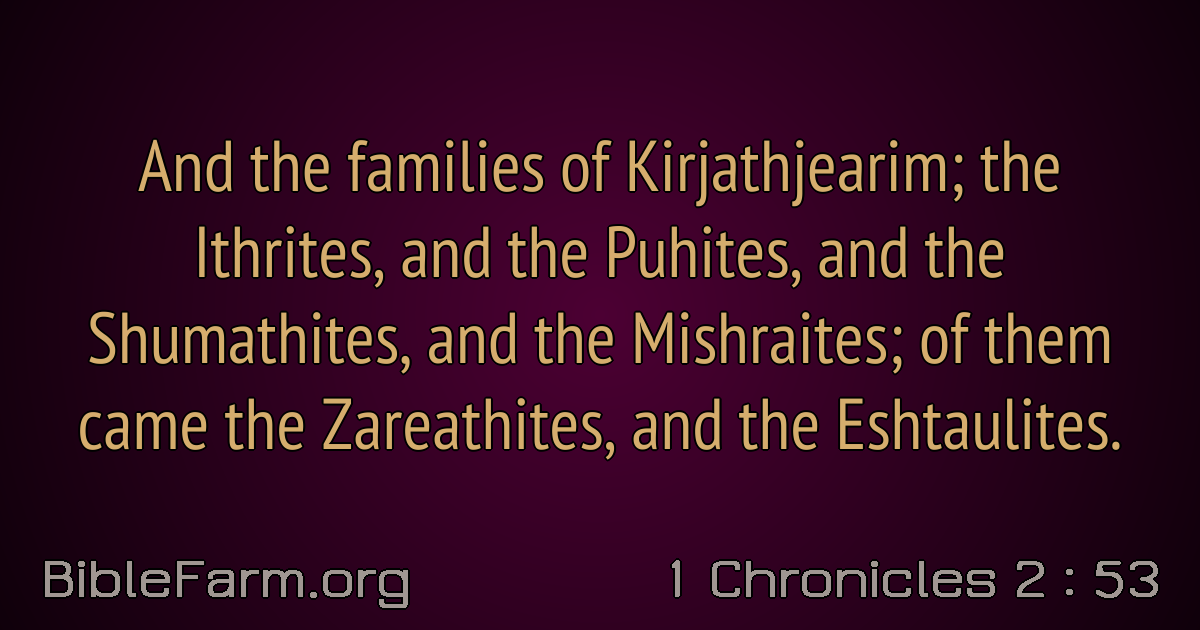 And the families of Kirjathjearim; the
Ithrites, and the Puhites, and the
Shumathites, and the Mishraites; of them
came the Zareathites, and the Eshtaulites.
BibleFarm.org
1 Chronicles 2 : 53